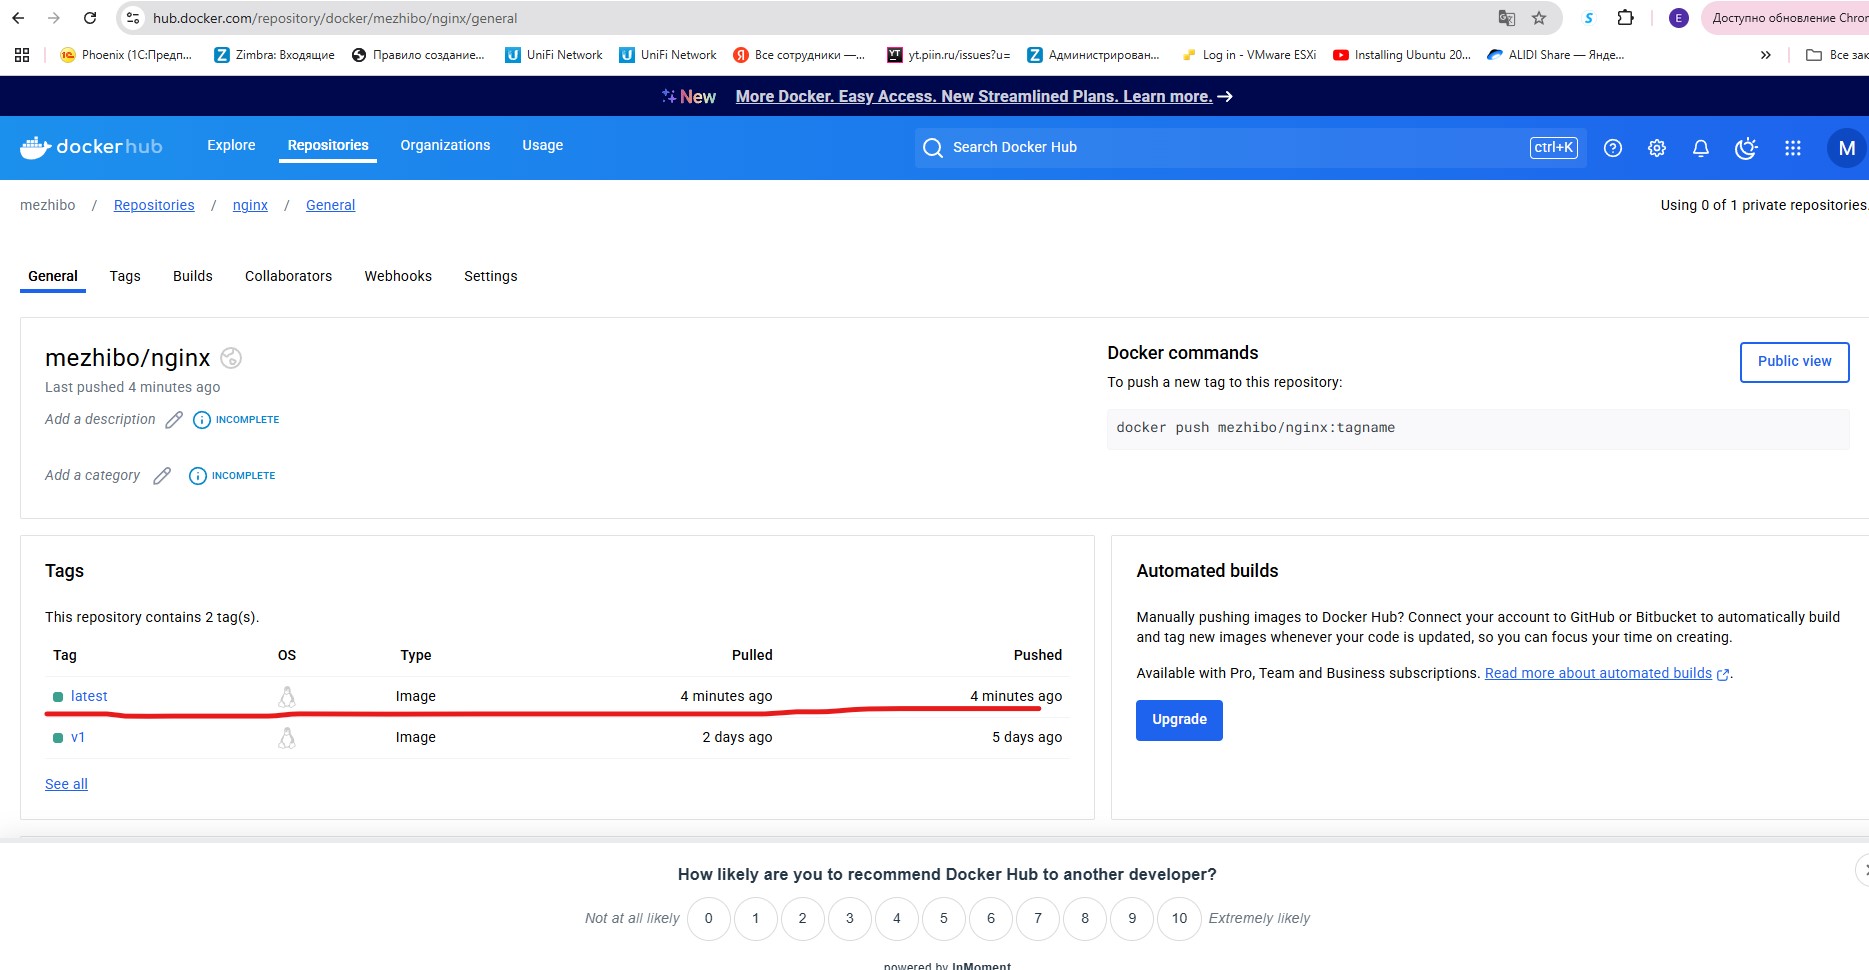 hub.docker.com/repository/docker/mezhibo/nginx/general
E
Доступно обновление Chro
Phoenix (1С:Предп...
Zimbra: Входящие
Правило создание...
UniFi Network
UniFi Network
Все сотрудники —...
yt.piin.ru/issues?u=
Администрирован...
Log in - VMware ESXi
Installing Ubuntu 20...
ALIDI Share — Янде...
»
Все зак
New
More Docker. Easy Access. New Streamlined Plans. Learn more. →
dockerhub
Explore
Repositories
Organizations
Usage
Search Docker Hub
ctrl+K
M
mezhibo / Repositories / nginx / General
Using 0 of 1 private repositories.
General
Tags
Builds
Collaborators
Webhooks
Settings
mezhibo/nginx
Last pushed 4 minutes ago
Add a description
INCOMPLETE
Add a category
INCOMPLETE
Docker commands
Public view
To push a new tag to this repository:
docker push mezhibo/nginx:tagname
Tags
This repository contains 2 tag(s).
Tag OS Type Pulled Pushed
latest Image 4 minutes ago 4 minutes ago
v1 Image 2 days ago 5 days ago
See all
Automated builds
Manually pushing images to Docker Hub? Connect your account to GitHub or Bitbucket to automatically build
and tag new images whenever your code is updated, so you can focus your time on creating.
Available with Pro, Team and Business subscriptions. Read more about automated builds.
Upgrade
How likely are you to recommend Docker Hub to another developer?
Not at all likely 0 1 2 3 4 5 6 7 8 9 10 Extremely likely
powered by InMoment